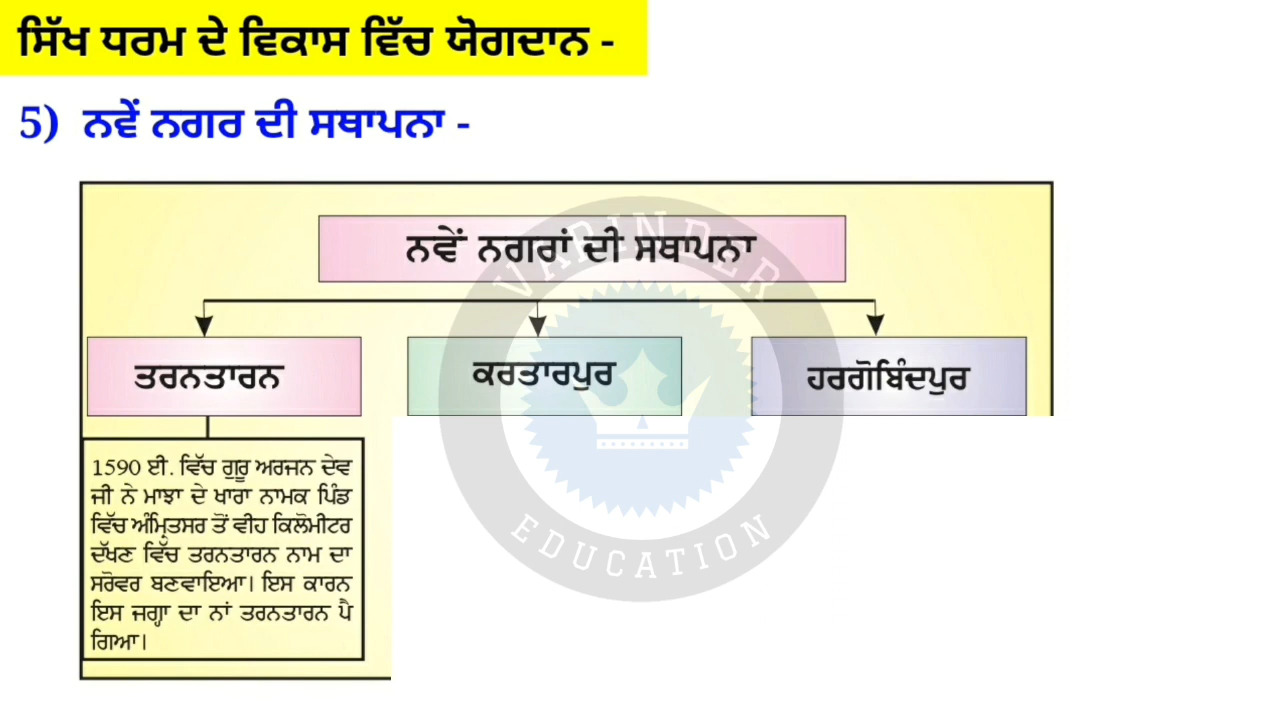 ਸਿੱਖ ਧਰਮ ਦੇ ਵਿਕਾਸ ਵਿੱਚ ਯੋਗਦਾਨ -
5) ਨਵੇਂ ਨਗਰ ਦੀ ਸਥਾਪਨਾ -
ਨਵੇਂ ਨਗਰਾਂ ਦੀ ਸਥਾਪਨਾ
VARINDER
ਤਰਨਤਾਰਨ
ਕਰਤਾਰਪੁਰ
ਹਰਗੋਬਿੰਦਪੁਰ
1590 ਈ. ਵਿੱਚ ਗੁਰੂ ਅਰਜਨ ਦੇਵ
ਜੀ ਨੇ ਮਾਝਾ ਦੇ ਖਾਰਾ ਨਾਮਕ ਪਿੰਡ
ਵਿੱਚ ਅੰਮ੍ਰਿਤਸਰ ਤੋਂ ਵੀਹ ਕਿਲੋਮੀਟਰ
ਦੱਖਣ ਵਿੱਚ ਤਰਨਤਾਰਨ ਨਾਮ ਦਾ
ਸਰੋਵਰ ਬਣਵਾਇਆ। ਇਸ ਕਾਰਨ
ਇਸ ਜਗ੍ਹਾ ਦਾ ਨਾਂ ਤਰਨਤਾਰਨ ਪੈ
ਗਿਆ।
EDUCATION